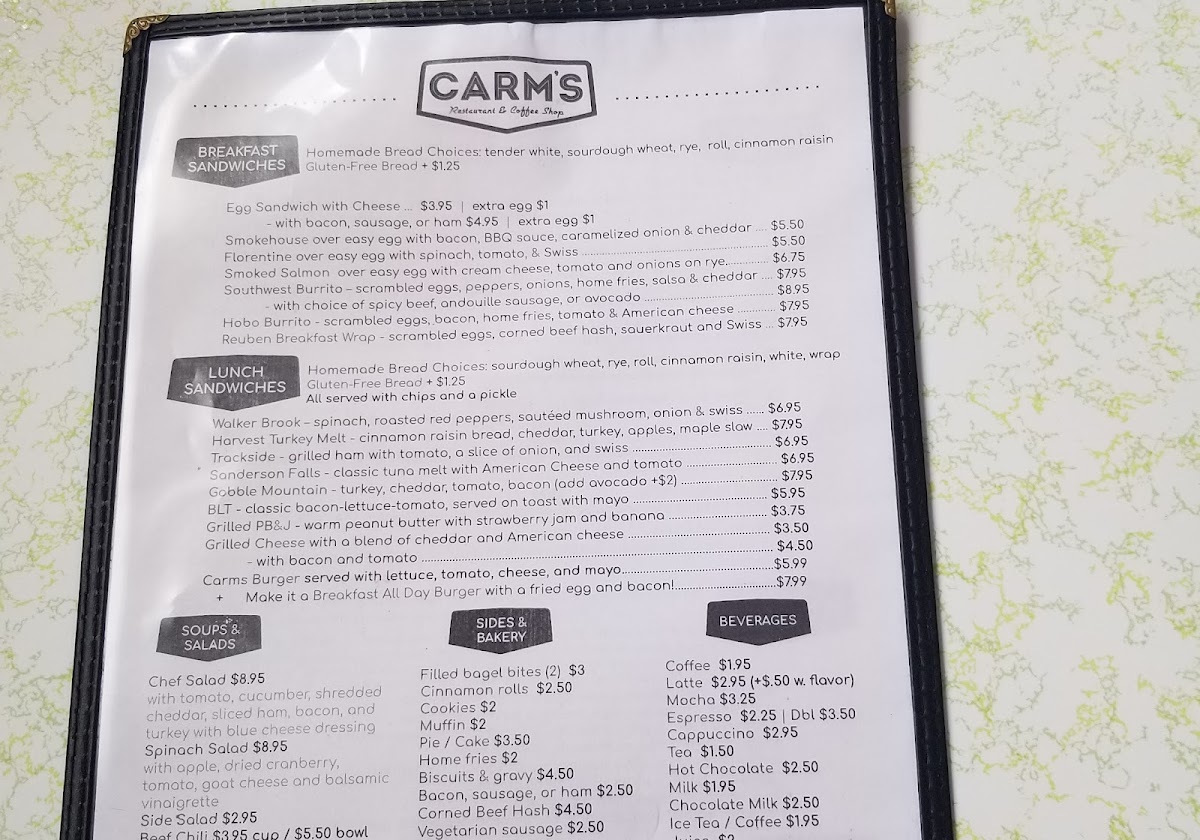 CARM'S
Restaurant & Coffee Shop
BREAKFAST
SANDWICHES
Homemade Bread Choices: tender white, sourdough wheat, rye, roll, cinnamon raisin
Gluten-Free Bread + $1.25
Egg Sandwich with Cheese ... $3.95 | extra egg $1
- with bacon, sausage, or ham $4.95 | extra egg $1
Smokehouse over easy egg with bacon, BBQ sauce, caramelized onion & cheddar .... $5.50
Florentine over easy egg with spinach, tomato, & Swiss ........ $5.50
Smoked Salmon over easy egg with cream cheese, tomato and onions on rye........ $6.75
Southwest Burrito – scrambled eggs, peppers, onions, home fries, salsa & cheddar .... $7.95
- with choice of spicy beef, andouille sausage, or avocado ........ $8.95
Hobo Burrito - scrambled eggs, bacon, home fries, tomato & American cheese ........ $7.95
Reuben Breakfast Wrap - scrambled eggs, corned beef hash, sauerkraut and Swiss ... $7.95
LUNCH
SANDWICHES
Homemade Bread Choices: sourdough wheat, rye, roll, cinnamon raisin, white, wrap
Gluten-Free Bread + $1.25
All served with chips and a pickle
Walker Brook – spinach, roasted red peppers, sautéed mushroom, onion & swiss ...... $6.95
Harvest Turkey Melt - cinnamon raisin bread, cheddar, turkey, apples, maple slaw .... $7.95
Trackside - grilled ham with tomato, a slice of onion, and swiss ........ $6.95
Sanderson Falls - classic tuna melt with American Cheese and tomato ........ $6.95
Gobble Mountain - turkey, cheddar, tomato, bacon (add avocado +$2) ........ $7.95
BLT - classic bacon-lettuce-tomato, served on toast with mayo ........ $5.95
Grilled PB&J - warm peanut butter with strawberry jam and banana ........ $3.75
Grilled Cheese with a blend of cheddar and American cheese ........ $3.50
- with bacon and tomato ........ $4.50
Carms Burger served with lettuce, tomato, cheese, and mayo........ $5.99
+ Make it a Breakfast All Day Burger with a fried egg and bacon!........ $7.99
SOUPS &
SALADS
Chef Salad $8.95
with tomato, cucumber, shredded
cheddar, sliced ham, bacon, and
turkey with blue cheese dressing
Spinach Salad $8.95
with apple, dried cranberry,
tomato, goat cheese and balsamic
vinaigrette
Side Salad $2.95
Beef Chili $3.95 cup / $5.50 bowl
SIDES &
BAKERY
Filled bagel bites (2) $3
Cinnamon rolls $2.50
Cookies $2
Muffin $2
Pie / Cake $3.50
Home fries $2
Biscuits & gravy $4.50
Bacon, sausage, or ham $2.50
Corned Beef Hash $4.50
Vegetarian sausage $2.50
BEVERAGES
Coffee $1.95
Latte $2.95 (+$.50 w. flavor)
Mocha $3.25
Espresso $2.25 | Dbl $3.50
Cappuccino $2.95
Tea $1.50
Hot Chocolate $2.50
Milk $1.95
Chocolate Milk $2.50
Ice Tea / Coffee $1.95